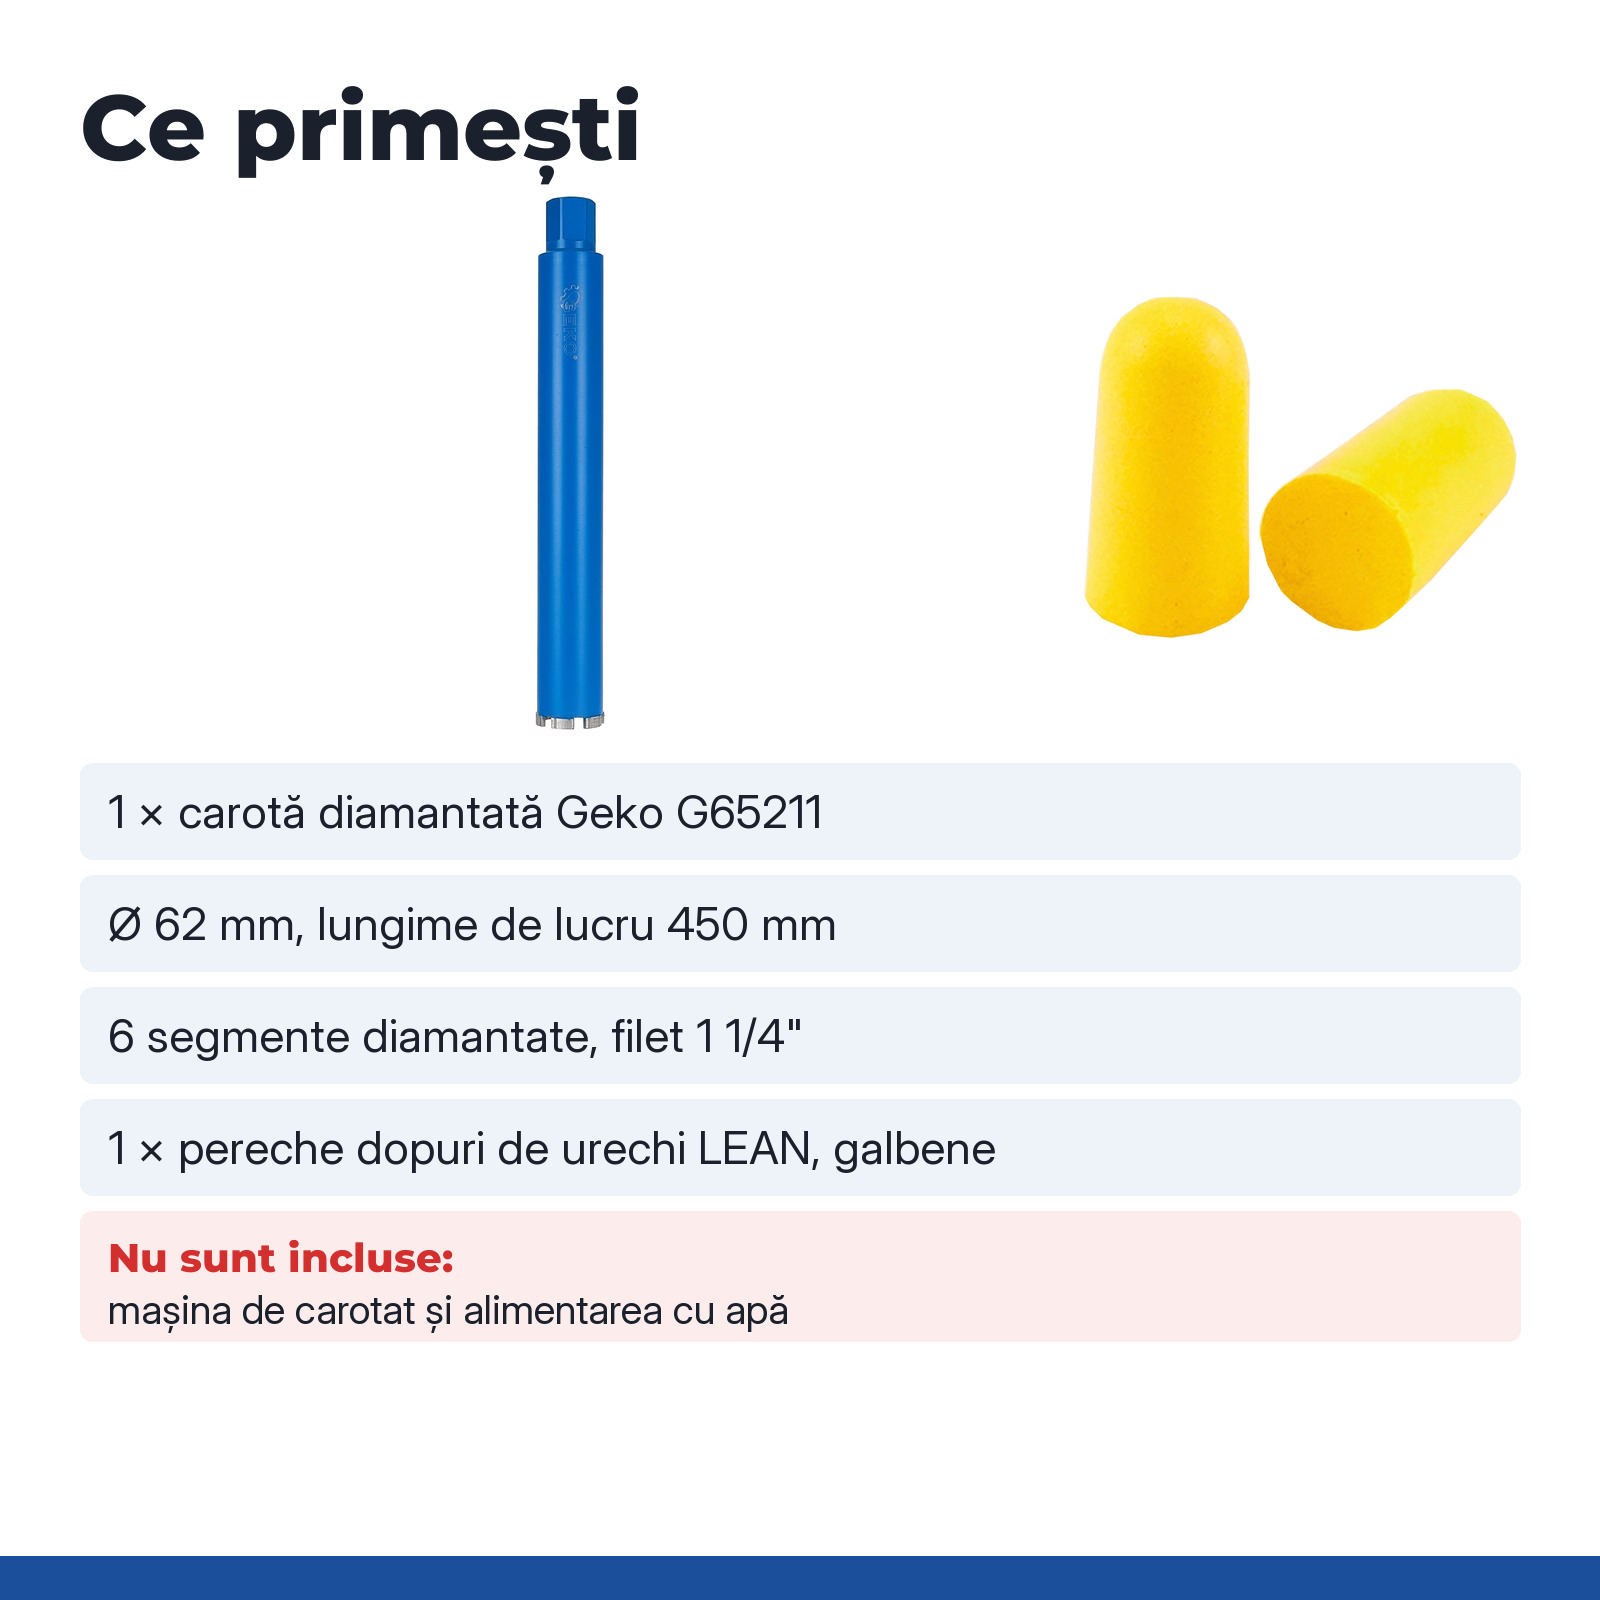 Ce primești
GEKO
1 × carotă diamantată Geko G65211
Ø 62 mm, lungime de lucru 450 mm
6 segmente diamantate, filet 1 1/4"
1 × pereche dopuri de urechi LEAN, galbene
Nu sunt incluse:
mașina de carotat și alimentarea cu apă